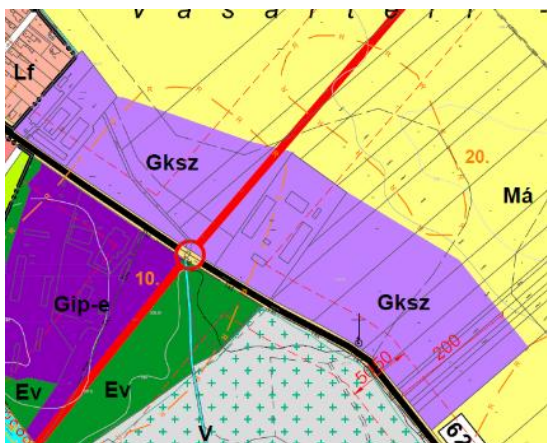 V á s á r t é r i -
Lf
Gksz
20.
Má
10.
Gip-e
Gksz
5050
200
Ev
Ev
V
62